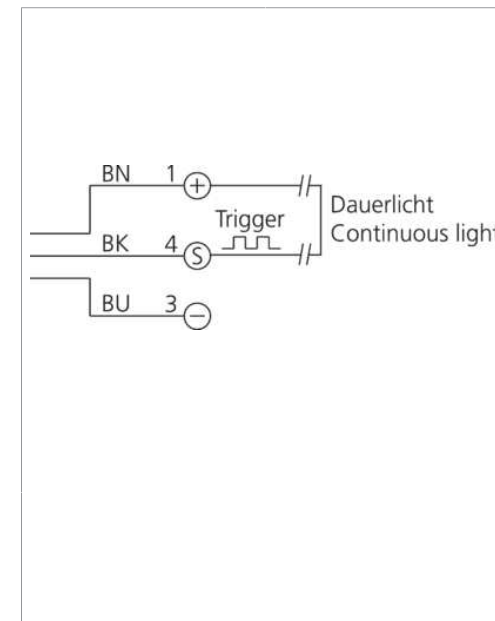 BN 1 +
Trigger
Dauerlicht
Continuous light
BK 4 S
BU 3 −